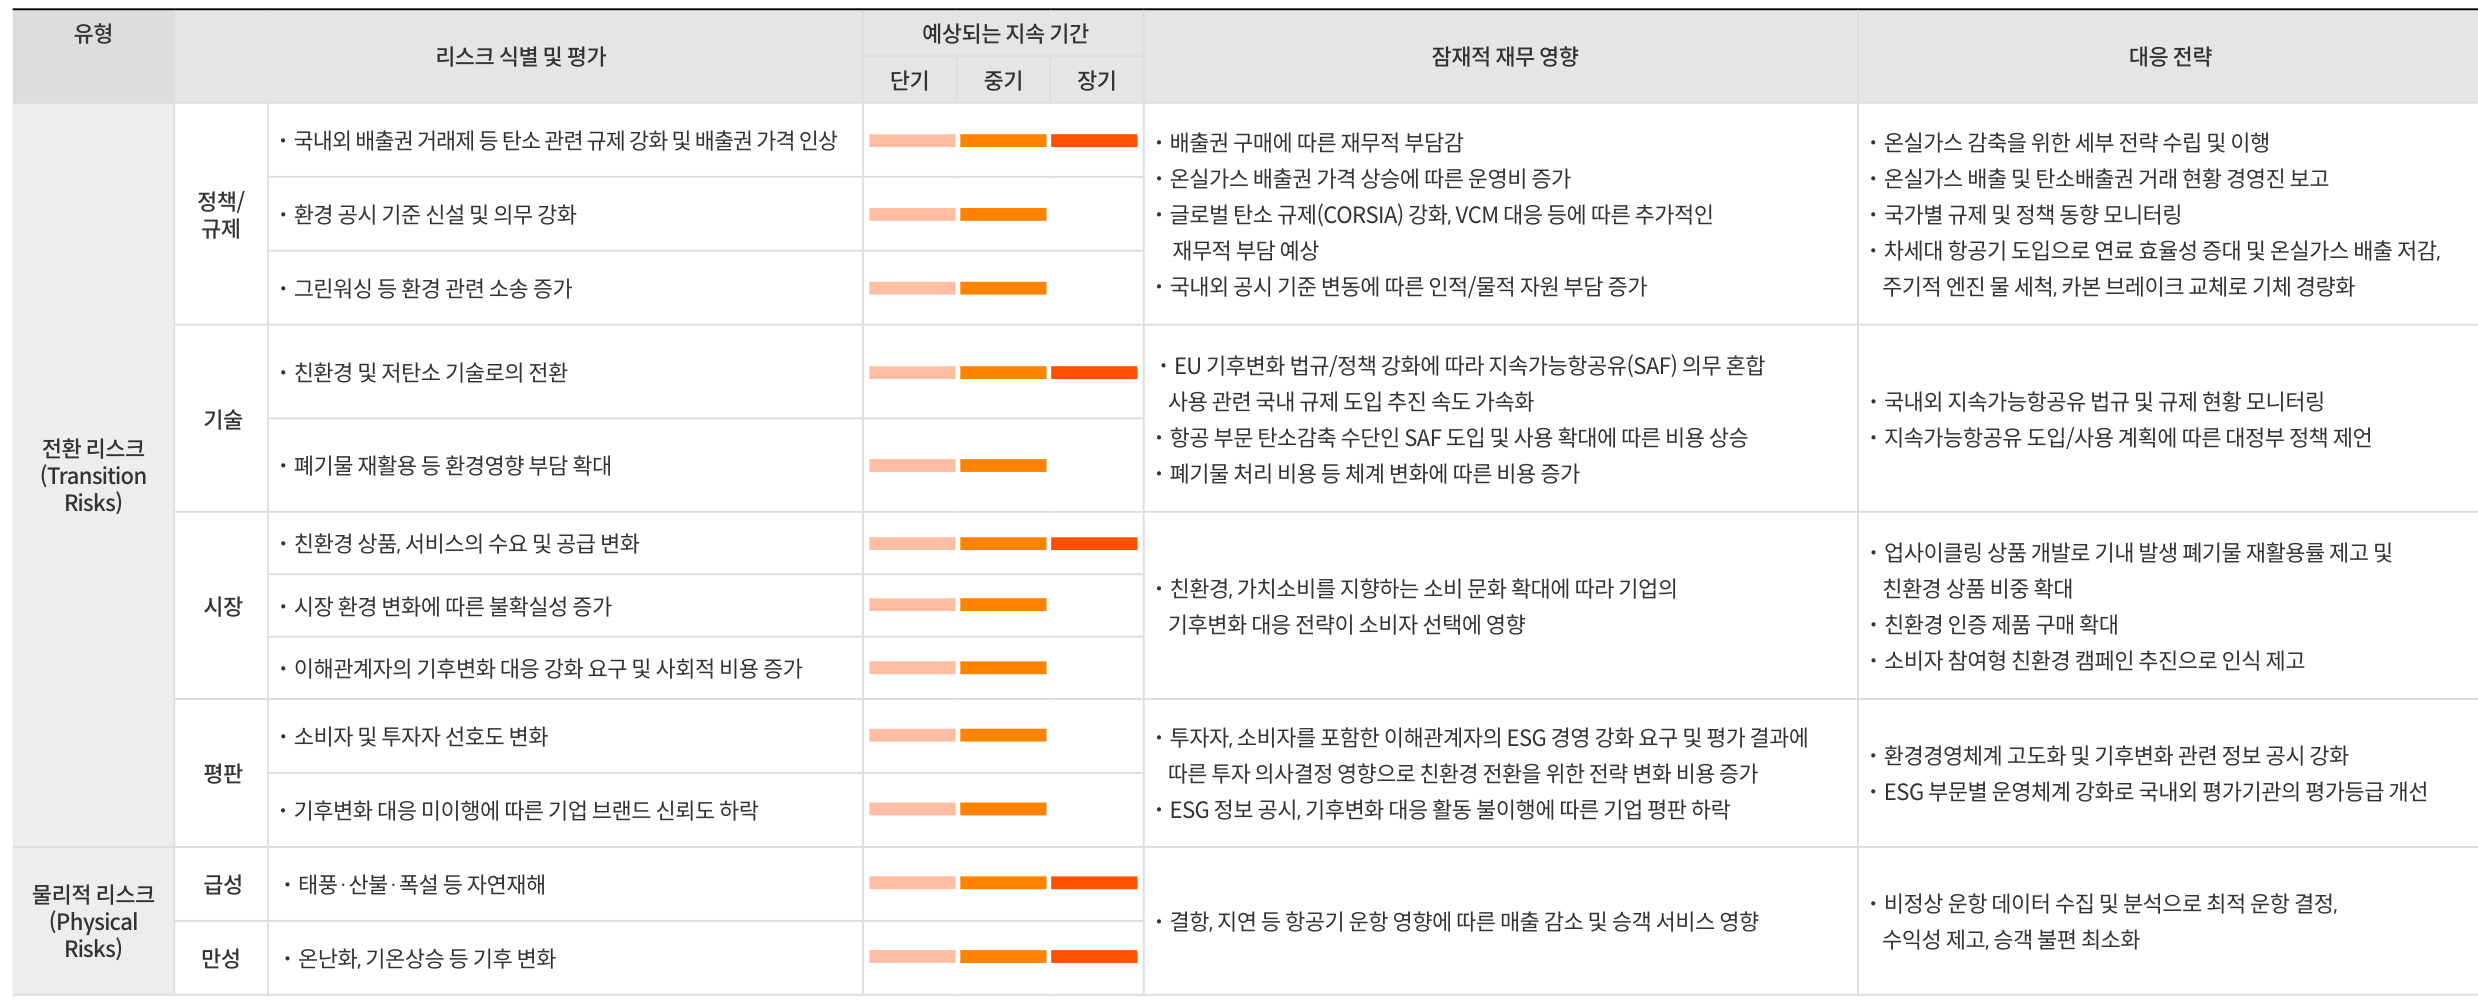 유형
리스크 식별 및 평가
예상되는 지속 기간
단기
중기
장기
잠재적 재무 영향
대응 전략
전환 리스크
(Transition
Risks)
정책/
규제
• 국내외 배출권 거래제 등 탄소 관련 규제 강화 및 배출권 가격 인상
• 환경 공시 기준 신설 및 의무 강화
• 그린워싱 등 환경 관련 소송 증가
• 배출권 구매에 따른 재무적 부담감
• 온실가스 배출권 가격 상승에 따른 운영비 증가
• 글로벌 탄소 규제(CORSIA) 강화, VCM 대응 등에 따른 추가적인
재무적 부담 예상
• 국내외 공시 기준 변동에 따른 인적/물적 자원 부담 증가
• 온실가스 감축을 위한 세부 전략 수립 및 이행
• 온실가스 배출 및 탄소배출권 거래 현황 경영진 보고
• 국가별 규제 및 정책 동향 모니터링
• 차세대 항공기 도입으로 연료 효율성 증대 및 온실가스 배출 저감,
주기적 엔진 물 세척, 카본 브레이크 교체로 기체 경량화
기술
• 친환경 및 저탄소 기술로의 전환
• 폐기물 재활용 등 환경영향 부담 확대
• EU 기후변화 법규/정책 강화에 따라 지속가능항공유(SAF) 의무 혼합
사용 관련 국내 규제 도입 추진 속도 가속화
• 항공 부문 탄소감축 수단인 SAF 도입 및 사용 확대에 따른 비용 상승
• 폐기물 처리 비용 등 체계 변화에 따른 비용 증가
• 국내외 지속가능항공유 법규 및 규제 현황 모니터링
• 지속가능항공유 도입/사용 계획에 따른 대정부 정책 제언
시장
• 친환경 상품, 서비스의 수요 및 공급 변화
• 시장 환경 변화에 따른 불확실성 증가
• 이해관계자의 기후변화 대응 강화 요구 및 사회적 비용 증가
• 친환경, 가치소비를 지향하는 소비 문화 확대에 따라 기업의
기후변화 대응 전략이 소비자 선택에 영향
• 업사이클링 상품 개발로 기내 발생 폐기물 재활용률 제고 및
친환경 상품 비중 확대
• 친환경 인증 제품 구매 확대
• 소비자 참여형 친환경 캠페인 추진으로 인식 제고
평판
• 소비자 및 투자자 선호도 변화
• 기후변화 대응 미이행에 따른 기업 브랜드 신뢰도 하락
• 투자자, 소비자를 포함한 이해관계자의 ESG 경영 강화 요구 및 평가 결과에
따른 투자 의사결정 영향으로 친환경 전환을 위한 전략 변화 비용 증가
• ESG 정보 공시, 기후변화 대응 활동 불이행에 따른 기업 평판 하락
• 환경경영체계 고도화 및 기후변화 관련 정보 공시 강화
• ESG 부문별 운영체계 강화로 국내외 평가기관의 평가등급 개선
물리적 리스크
(Physical
Risks)
급성
• 태풍·산불·폭설 등 자연재해
만성
• 온난화, 기온상승 등 기후 변화
• 결항, 지연 등 항공기 운항 영향에 따른 매출 감소 및 승객 서비스 영향
• 비정상 운항 데이터 수집 및 분석으로 최적 운항 결정,
수익성 제고, 승객 불편 최소화